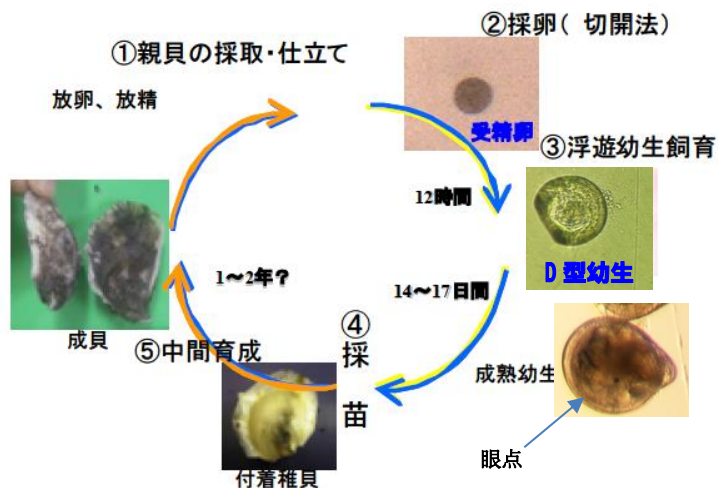 ②採卵( 切開法)
①親貝の採取・仕立て
放卵、放精
受精卵
③浮遊幼生飼育
12時間
D型幼生
1～2年？
14～17日間
④採苗
成貝
⑤中間育成
成熟幼生
眼点
付着稚貝